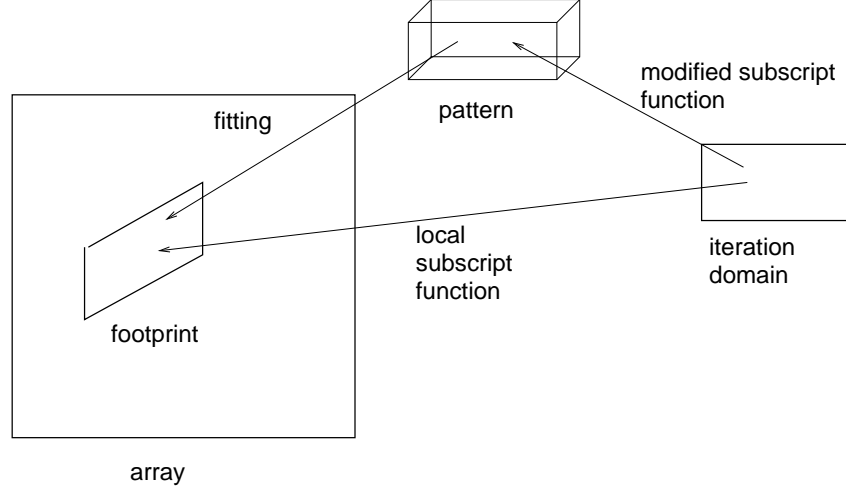 modified subscript
function
pattern
fitting
local
subscript
function
iteration
domain
footprint
array